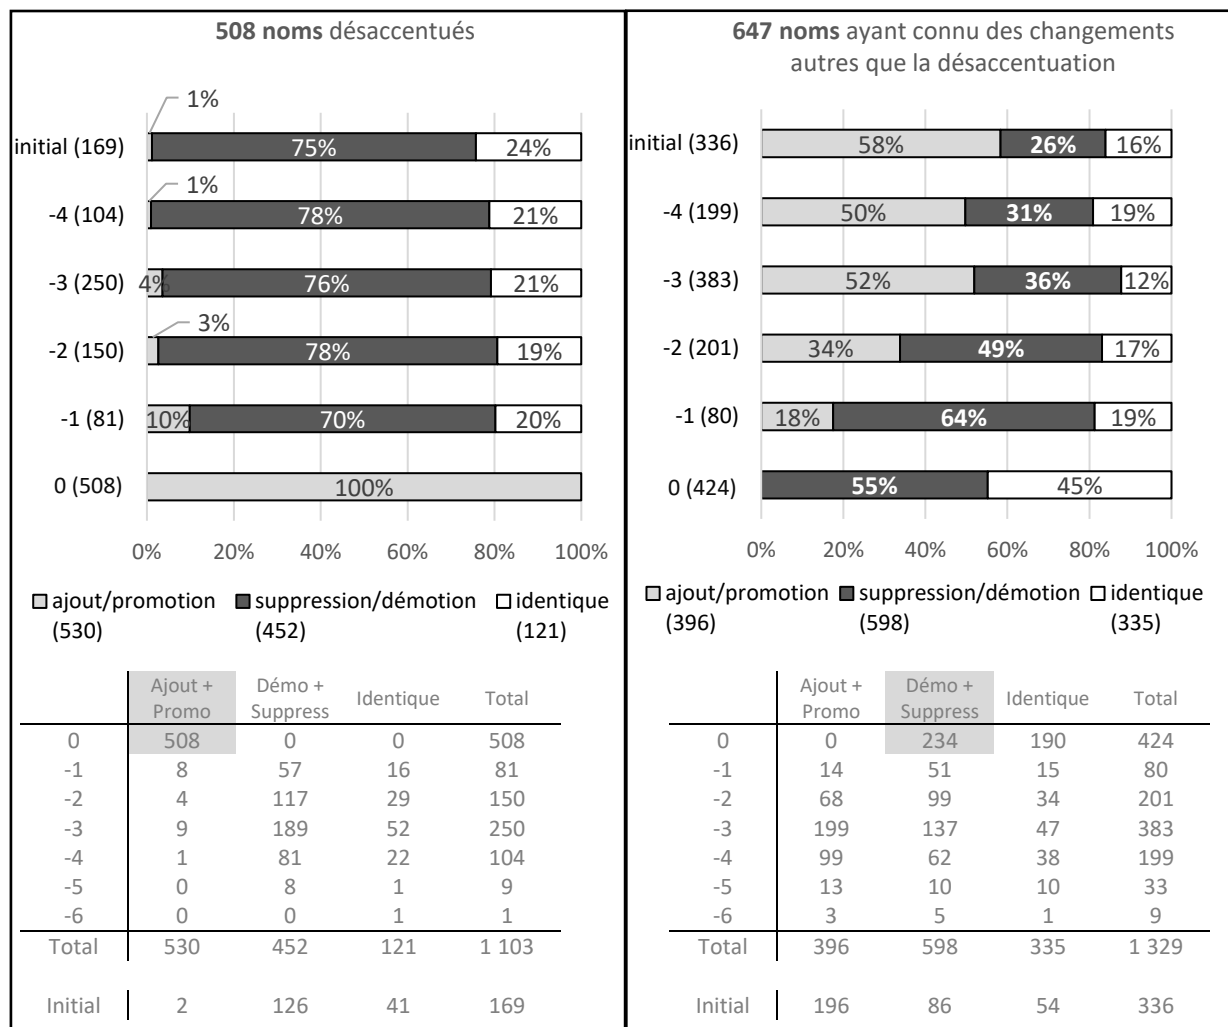 508 noms désaccentués
1%
initial (169) 75% 24%
1%
-4 (104) 78% 21%
-3 (250) 4% 76% 21%
3%
-2 (150) 78% 19%
-1 (81) 10% 70% 20%
0 (508) 100%
0% 20% 40% 60% 80% 100%
ajout/promotion suppression/démotion identique
(530) (452) (121)
Ajout + Démo + Identique Total
Promo Suppress
0 508 0 0 508
-1 8 57 16 81
-2 4 117 29 150
-3 9 189 52 250
-4 1 81 22 104
-5 0 8 1 9
-6 0 0 1 1
Total 530 452 121 1 103
Initial 2 126 41 169
647 noms ayant connu des changements
autres que la désaccentuation
initial (336) 58% 26% 16%
-4 (199) 50% 31% 19%
-3 (383) 52% 36% 12%
-2 (201) 34% 49% 17%
-1 (80) 18% 64% 19%
0 (424) 55% 45%
0% 20% 40% 60% 80% 100%
ajout/promotion suppression/démotion identique
(396) (598) (335)
Ajout + Démo + Identique Total
Promo Suppress
0 0 234 190 424
-1 14 51 15 80
-2 68 99 34 201
-3 199 137 47 383
-4 99 62 38 199
-5 13 10 10 33
-6 3 5 1 9
Total 396 598 335 1 329
Initial 196 86 54 336